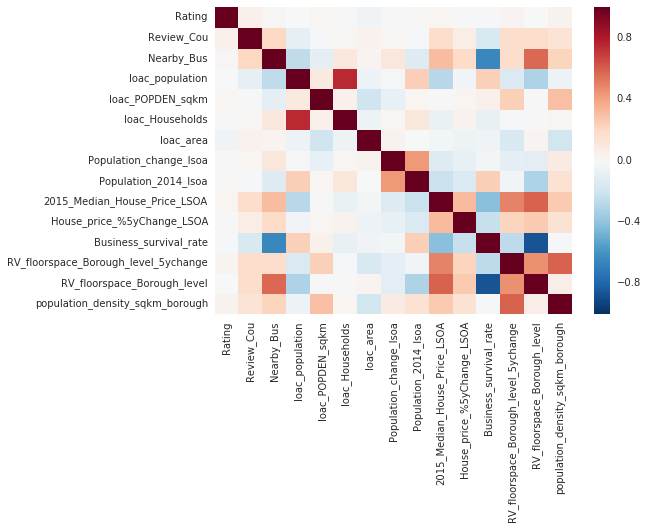 Rating
Review_Cou
Nearby_Bus
loac_population
loac_POPDEN_sqkm
loac_Households
loac_area
Population_change_lsoa
Population_2014_lsoa
2015_Median_House_Price_LSOA
House_price_%5yChange_LSOA
Business_survival_rate
RV_floorspace_Borough_level_5ychange
RV_floorspace_Borough_level
population_density_sqkm_borough
0.8
0.4
0.0
−0.4
−0.8
Rating
Review_Cou
Nearby_Bus
loac_population
loac_POPDEN_sqkm
loac_Households
loac_area
Population_change_lsoa
Population_2014_lsoa
2015_Median_House_Price_LSOA
House_price_%5yChange_LSOA
Business_survival_rate
RV_floorspace_Borough_level_5ychange
RV_floorspace_Borough_level
population_density_sqkm_borough